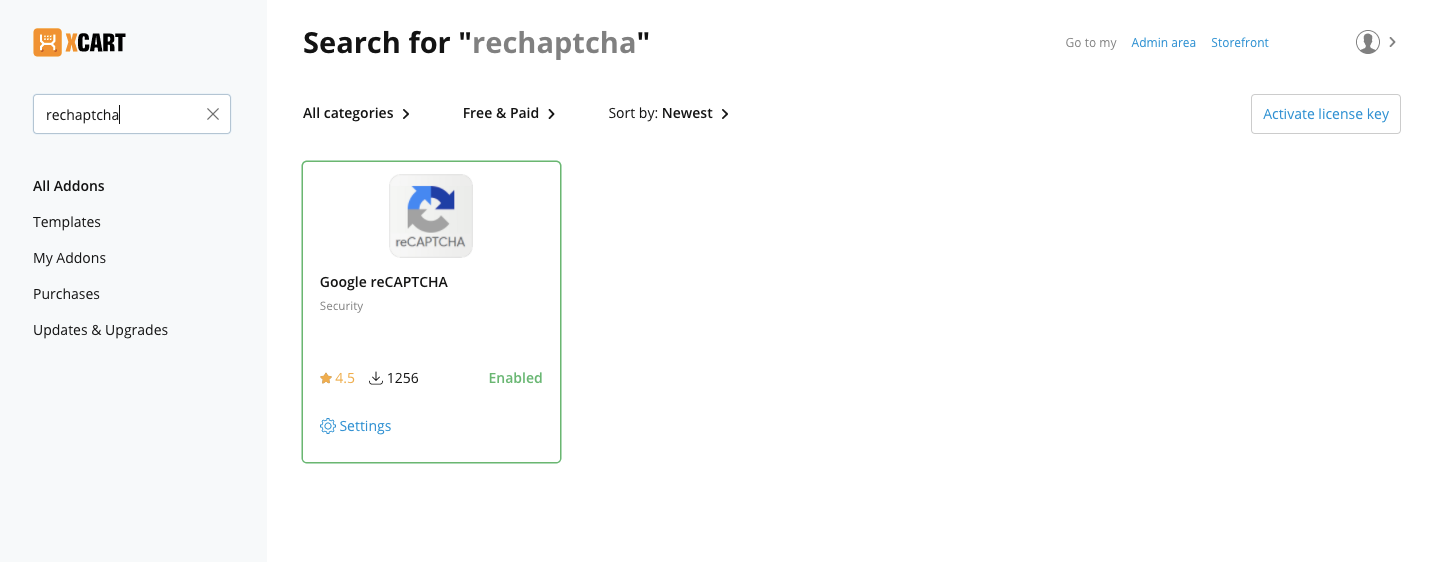 XCART
Search for "rechaptcha"
Go to my Admin area Storefront
rechaptcha
All categories Free & Paid Sort by: Newest
Activate license key
All Addons
Templates
My Addons
Purchases
Updates & Upgrades
reCAPTCHA
Google reCAPTCHA
Security
4.5 1256 Enabled
Settings